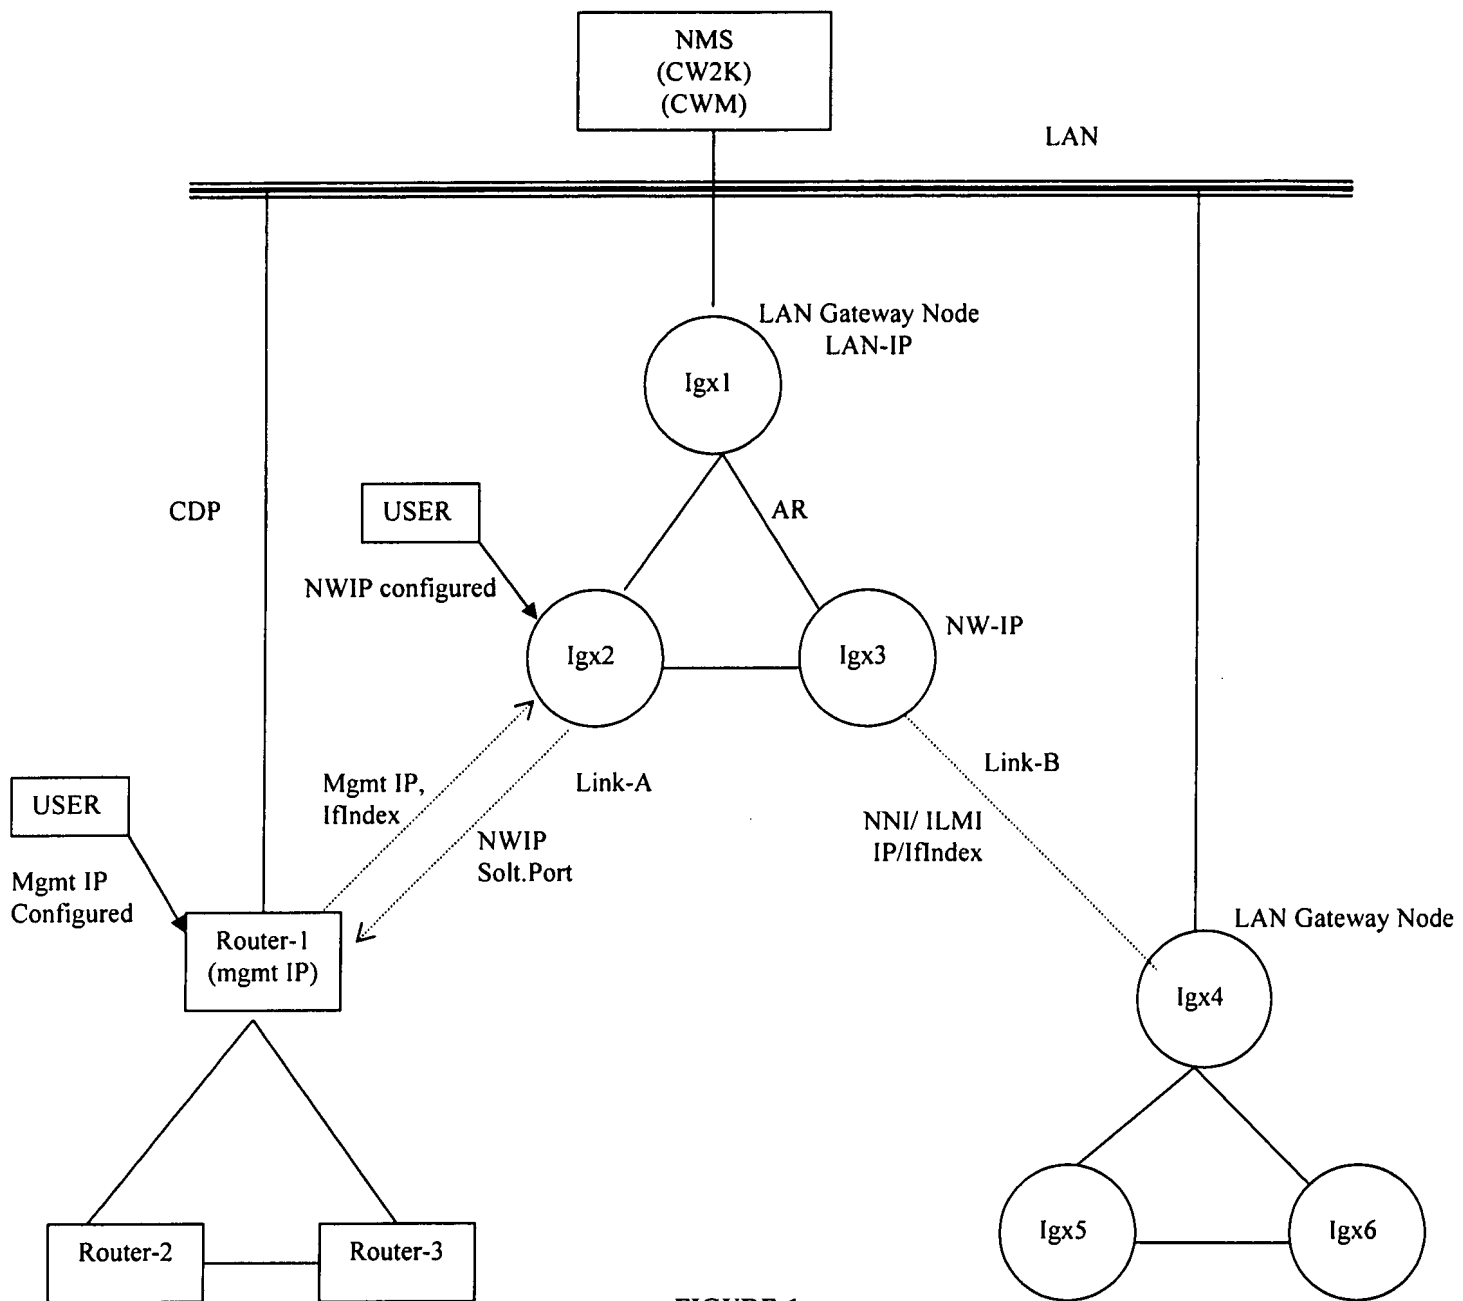 NMS
(CW2K)
(CWM)
LAN
LAN Gateway Node
LAN-IP
Igx1
CDP
USER
AR
NWIP configured
NW-IP
Igx2
Igx3
Link-A
Link-B
Mgmt IP,
IfIndex
USER
NNI/ ILMI
IP/IfIndex
NWIP
Solt.Port
Mgmt IP
Configured
LAN Gateway Node
Router-1
(mgmt IP)
Igx4
Igx5
Igx6
Router-2
Router-3
FIGURE 1